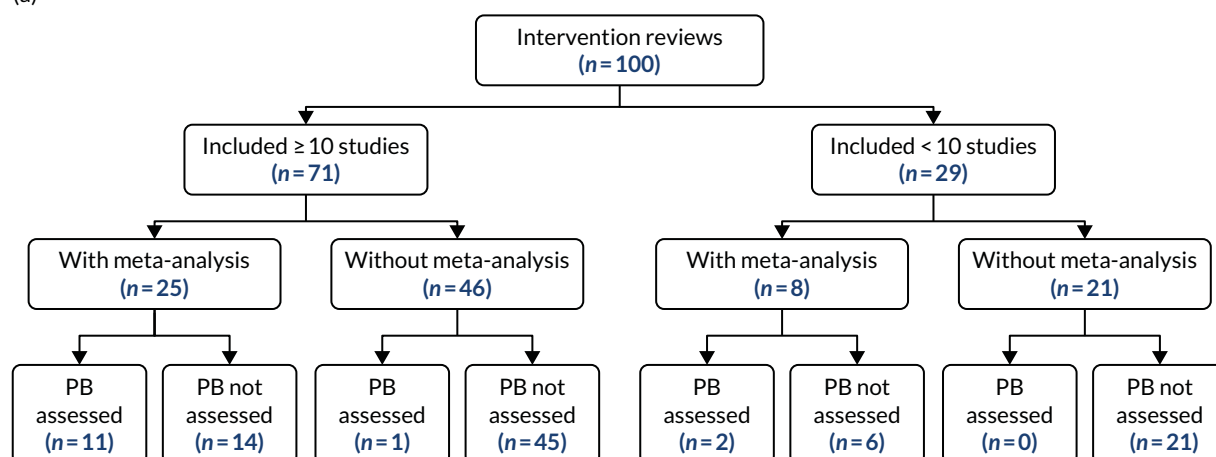 (a)
Intervention reviews
(n=100)
Included ≥ 10 studies
(n=71)
Included < 10 studies
(n=29)
With meta-analysis
(n=25)
Without meta-analysis
(n=46)
With meta-analysis
(n=8)
Without meta-analysis
(n=21)
PB
assessed
(n=11)
PB not
assessed
(n=14)
PB
assessed
(n=1)
PB not
assessed
(n=45)
PB
assessed
(n=2)
PB not
assessed
(n=6)
PB
assessed
(n=0)
PB not
assessed
(n=21)